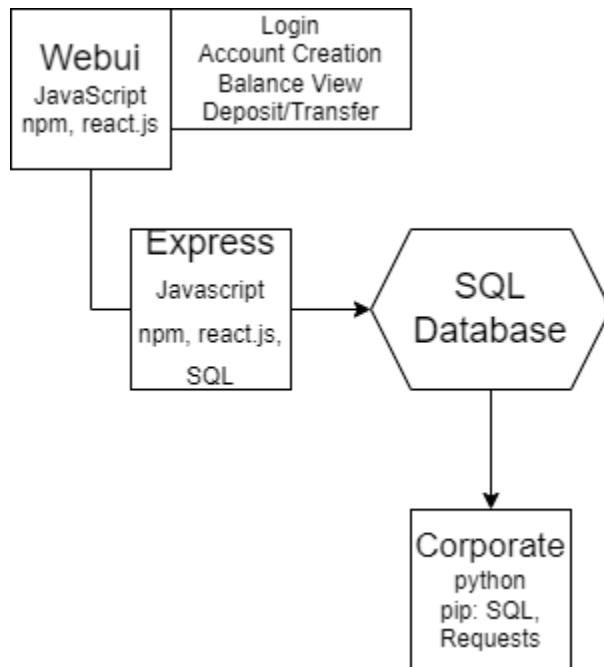 Webui
JavaScript
npm, react.js
Login
Account Creation
Balance View
Deposit/Transfer
Express
Javascript
npm, react.js,
SQL
SQL
Database
Corporate
python
pip: SQL,
Requests